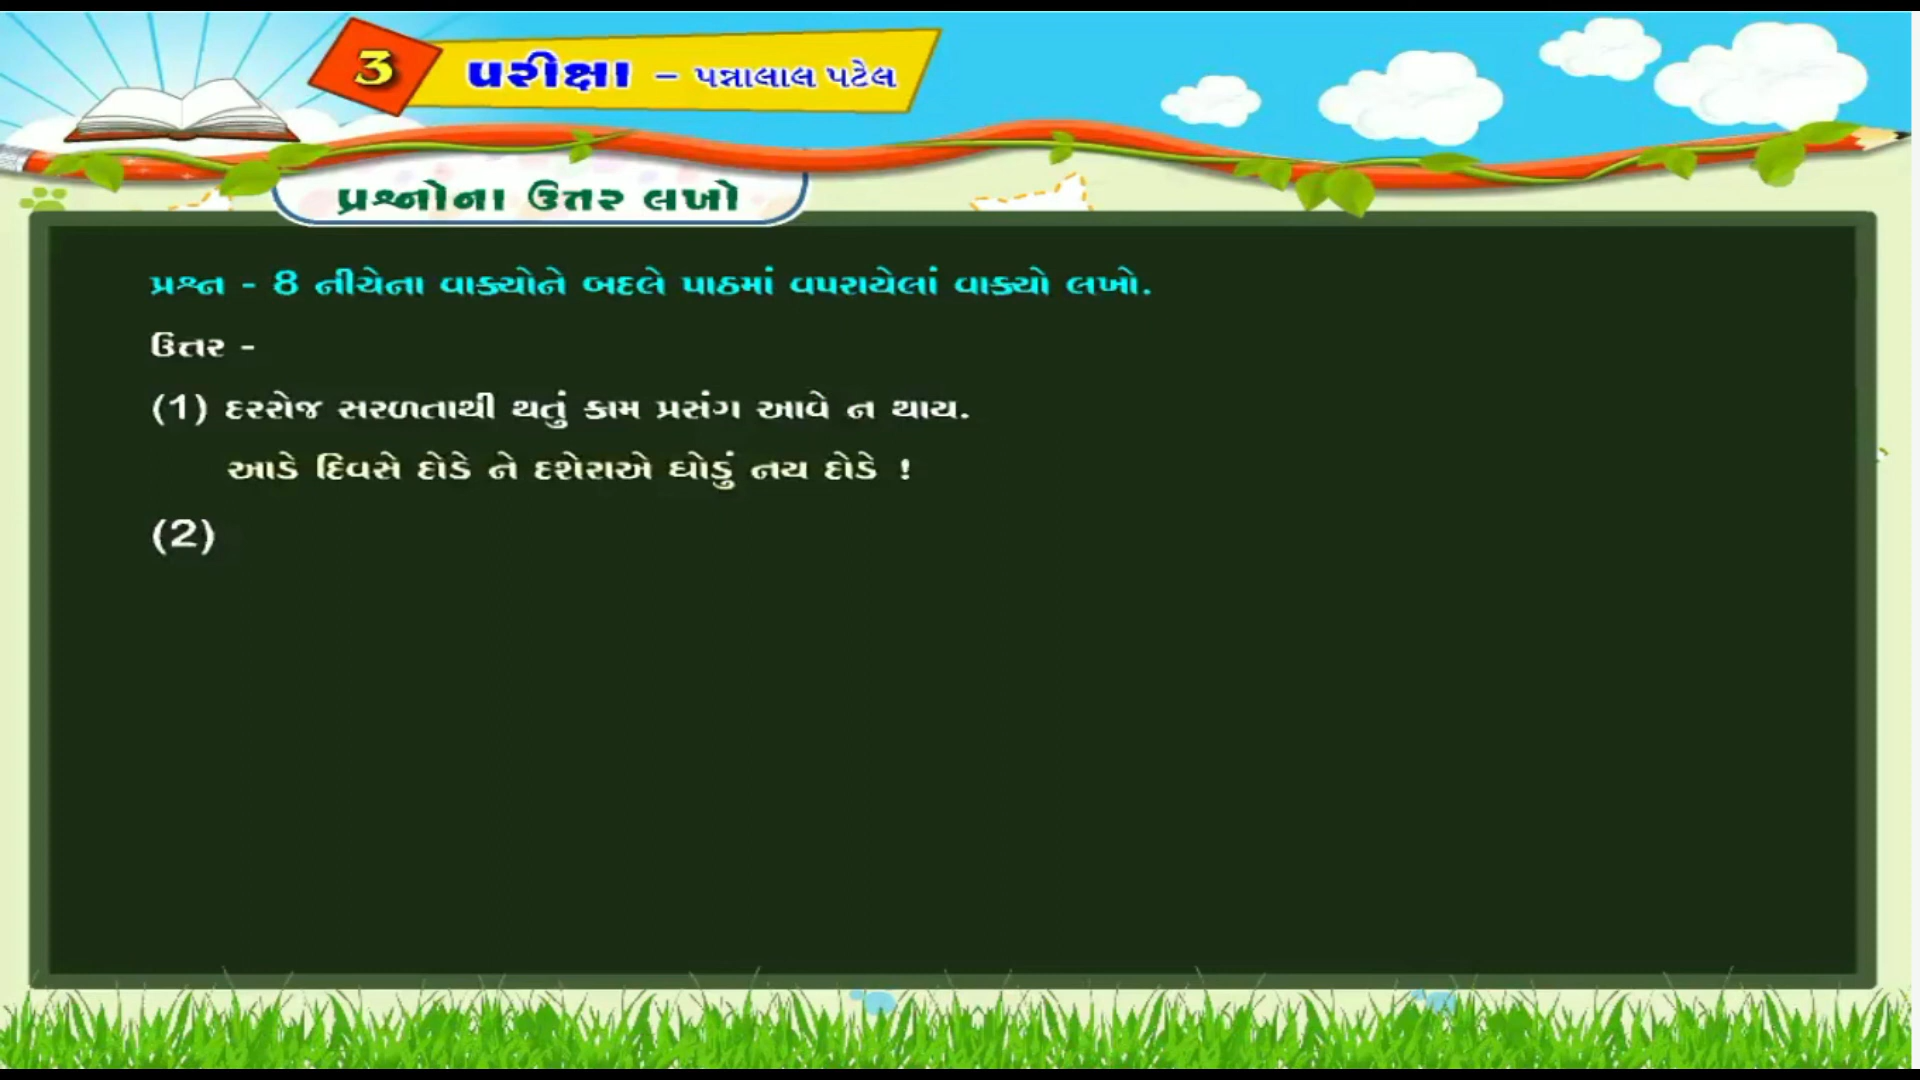 3 પરીક્ષા – પન્નાલાલ પટેલ
પ્રશ્નોના ઉત્તર લખો
પ્રશ્ન - 8 નીચેના વાક્યોને બદલે પાઠમાં વપરાયેલાં વાક્યો લખો.
ઉત્તર -
(1) દરરોજ સરળતાથી થતું કામ પ્રસંગ આવે ન થાય.
આડે દિવસે દોડે ને દશેરાએ ઘોડું નય દોડે !
(2)